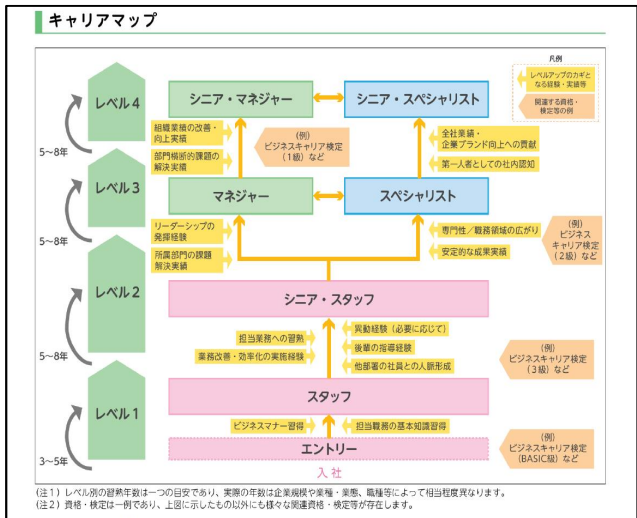 キャリアマップ
凡例
レベルアップのカギと
なる経験・実績等
関連する資格・
検定等の例
レベル4
シニア・マネジャー
シニア・スペシャリスト
組織業績の改善・
向上実績
部門横断的課題の
解決実績
(例)
ビジネスキャリア検定
(1級)など
全社業績・
企業ブランド向上への貢献
第一人者としての社内認知
5~8年
レベル3
マネジャー
スペシャリスト
リーダーシップの
発揮経験
所属部門の課題
解決実績
専門性/職務領域の広がり
安定的な成果実績
(例)
ビジネス
キャリア検定
(2級)など
5~8年
レベル2
シニア・スタッフ
担当業務への習熟
業務改善・効率化の実施経験
異動経験(必要に応じて)
後輩の指導経験
他部署の社員との人脈形成
(例)
ビジネスキャリア検定
(3級)など
5~8年
レベル1
スタッフ
ビジネスマナー習得
担当職務の基本知識習得
エントリー
(例)
ビジネスキャリア検定
(BASIC級)など
3~5年
入社
(注1)レベル別の習熟年数は一つの目安であり、実際の年数は企業規模や業種・業態、職種等によって相当程度異なります。
(注2)資格・検定は一例であり、上図に示したもの以外にも様々な関連資格・検定等が存在します。